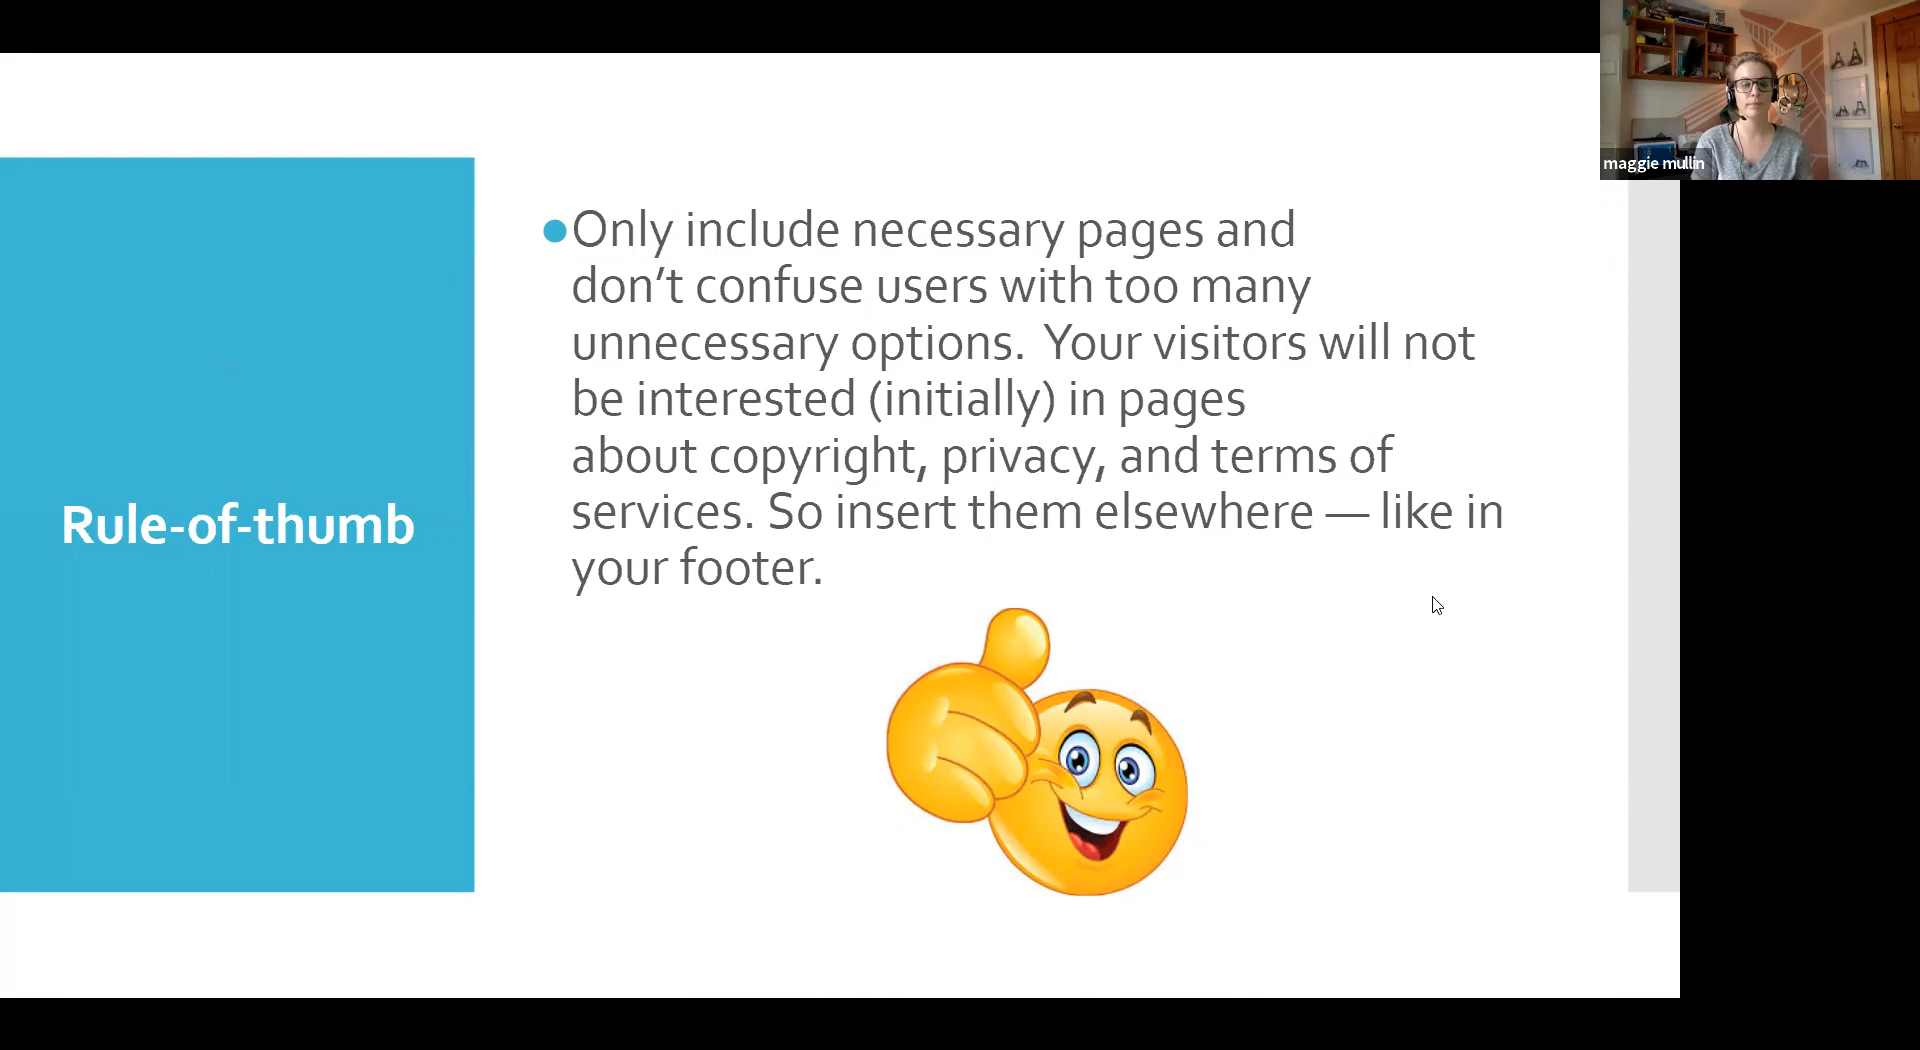 maggie mullin
Rule-of-thumb
●Only include necessary pages and
don’t confuse users with too many
unnecessary options.  Your visitors will not
be interested (initially) in pages
about copyright, privacy, and terms of
services. So insert them elsewhere — like in
your footer.